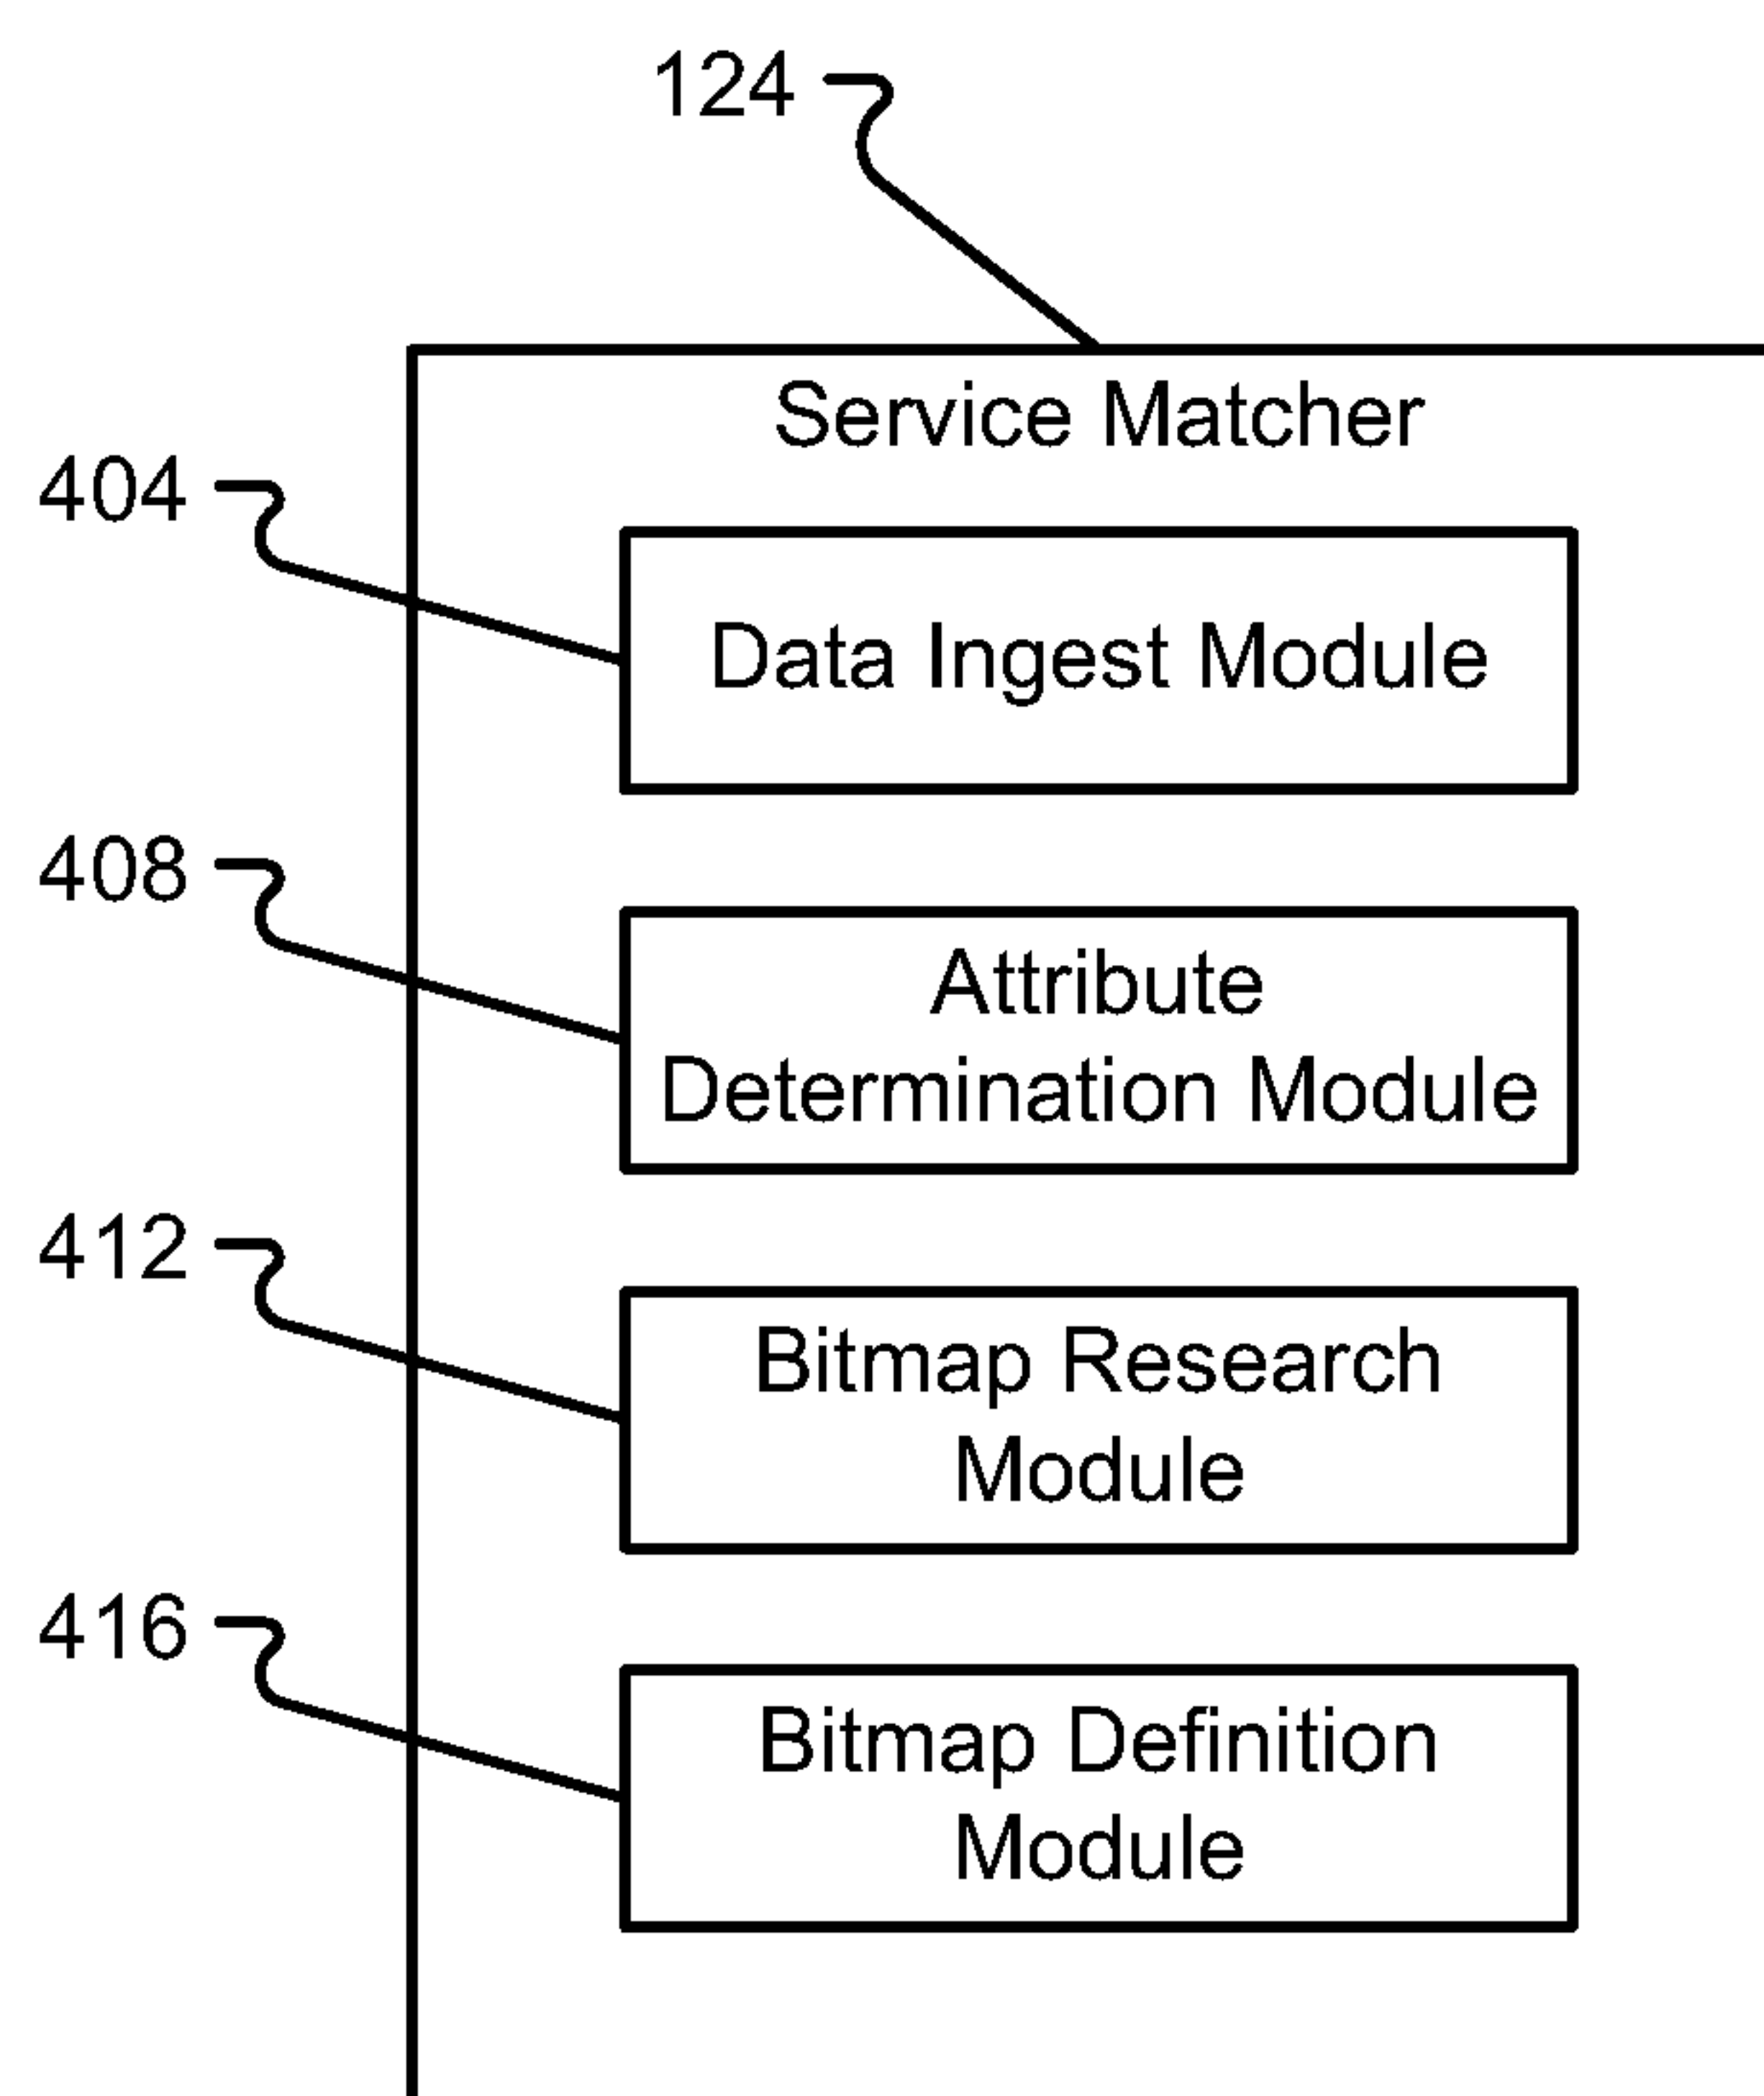 124
Service Matcher
404
Data Ingest Module
408
Attribute
Determination Module
412
Bitmap Research
Module
416
Bitmap Definition
Module